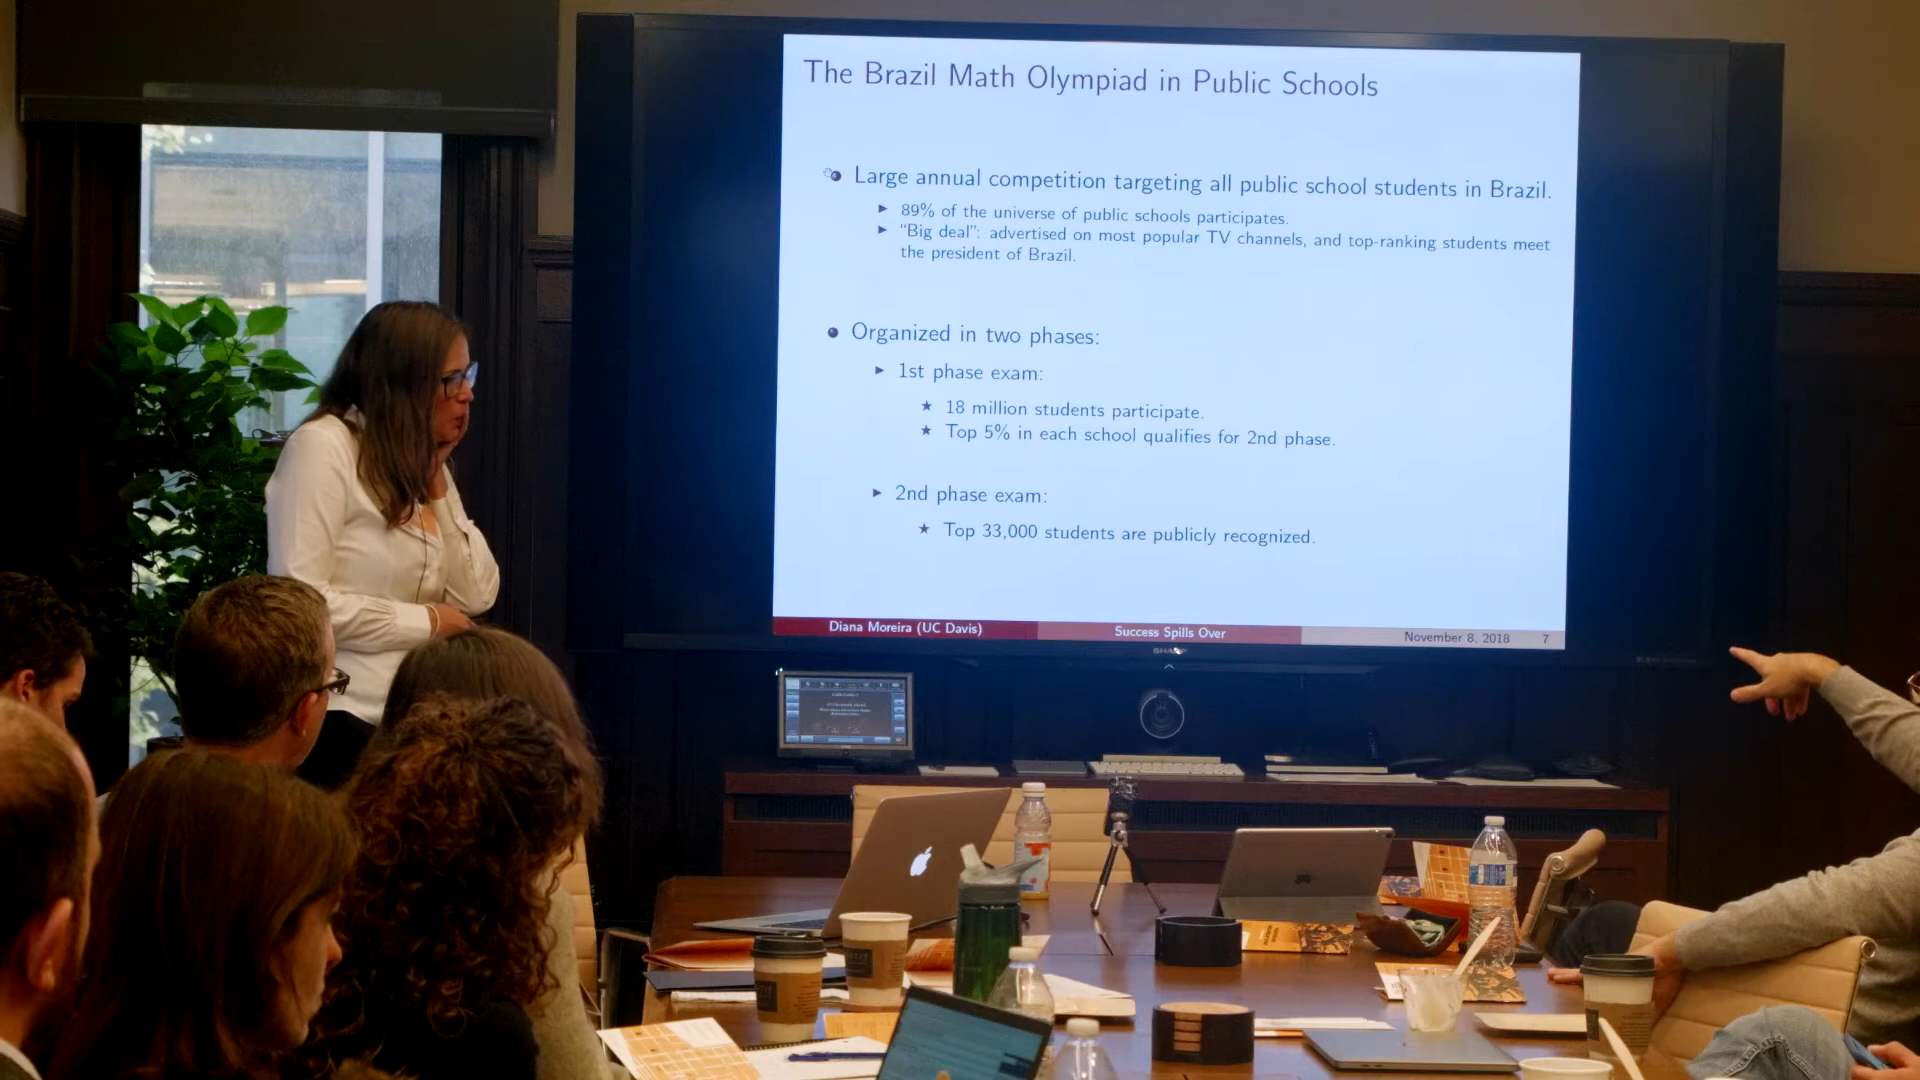 The Brazil Math Olympiad in Public Schools
Large annual competition targeting all public school students in Brazil.
89% of the universe of public schools participates.
“Big deal”: advertised on most popular TV channels, and top-ranking students meet
the president of Brazil.
Organized in two phases:
1st phase exam:
18 million students participate.
Top 5% in each school qualifies for 2nd phase.
2nd phase exam:
Top 33,000 students are publicly recognized.
Diana Moreira (UC Davis)
Success Spills Over
November 8, 2018
7
SHARP